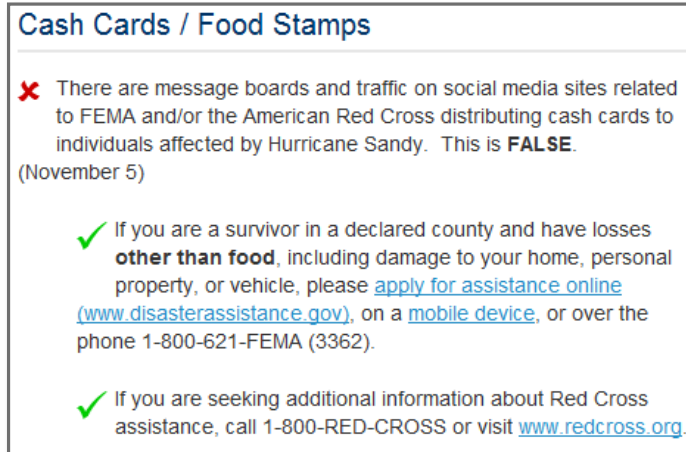 Cash Cards / Food Stamps
There are message boards and traffic on social media sites related
to FEMA and/or the American Red Cross distributing cash cards to
individuals affected by Hurricane Sandy.  This is FALSE.
(November 5)
If you are a survivor in a declared county and have losses
other than food, including damage to your home, personal
property, or vehicle, please apply for assistance online
(www.disasterassistance.gov), on a mobile device, or over the
phone 1-800-621-FEMA (3362).
If you are seeking additional information about Red Cross
assistance, call 1-800-RED-CROSS or visit www.redcross.org.